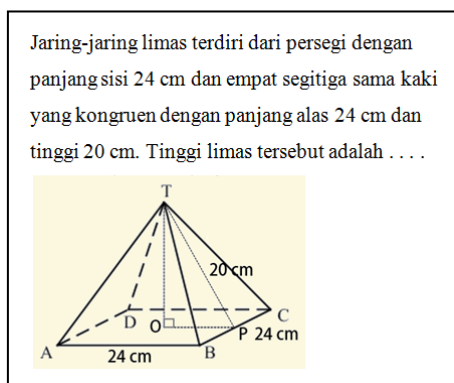 Jaring-jaring limas terdiri dari persegi dengan
panjang sisi 24 cm dan empat segitiga sama kaki
yang kongruen dengan panjang alas 24 cm dan
tinggi 20 cm. Tinggi limas tersebut adalah . . . .
T
20 cm
D O C
P 24 cm
A 24 cm B